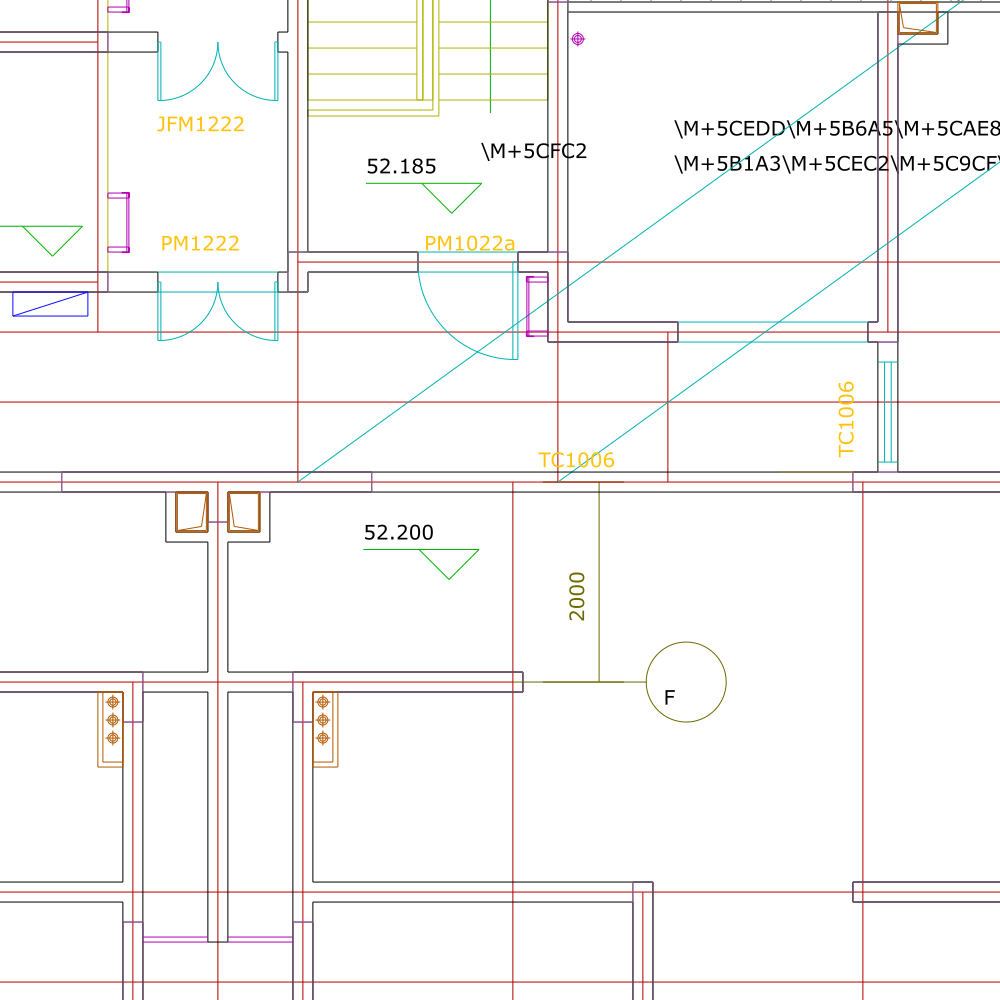 JFM1222
\M+5CEDD\M+5B6A5\M+5CAE8
\M+5CFC2
\M+5B1A3\M+5CEC2\M+5C9CF\
52.185
PM1222
PM1022a
TC1006
TC1006
52.200
2000
F